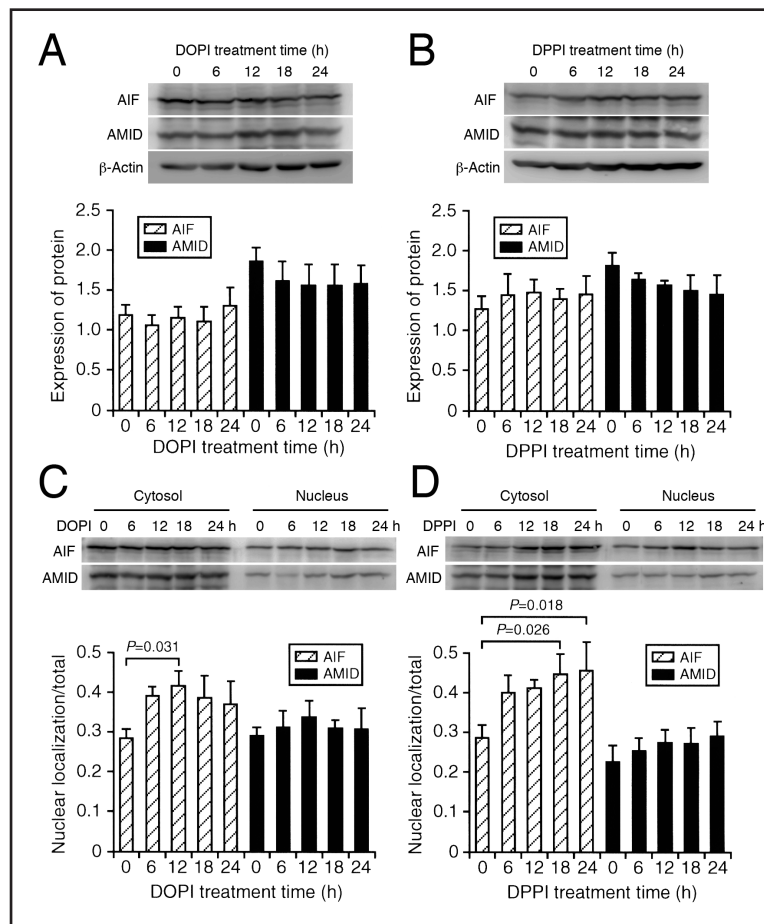 A
DOPI treatment time (h)
0 6 12 18 24
AIF
AMID
β-Actin
2.5
2.0
1.5
1.0
0.5
0
Expression of protein
AIF
AMID
0 6 12 18 24 0 6 12 18 24
DOPI treatment time (h)
B
DPPI treatment time (h)
0 6 12 18 24
AIF
AMID
β-Actin
2.5
2.0
1.5
1.0
0.5
0
Expression of protein
AIF
AMID
0 6 12 18 24 0 6 12 18 24
DPPI treatment time (h)
C
Cytosol Nucleus
DOPI 0 6 12 18 24 0 6 12 18 24 h
AIF
AMID
0.5
0.4
0.3
0.2
0.1
0
Nuclear localization/total
P=0.031
AIF
AMID
0 6 12 18 24 0 6 12 18 24
DOPI treatment time (h)
D
Cytosol Nucleus
DPPI 0 6 12 18 24 0 6 12 18 24 h
AIF
AMID
0.5
0.4
0.3
0.2
0.1
0
Nuclear localization/total
P=0.018
P=0.026
AIF
AMID
0 6 12 18 24 0 6 12 18 24
DPPI treatment time (h)